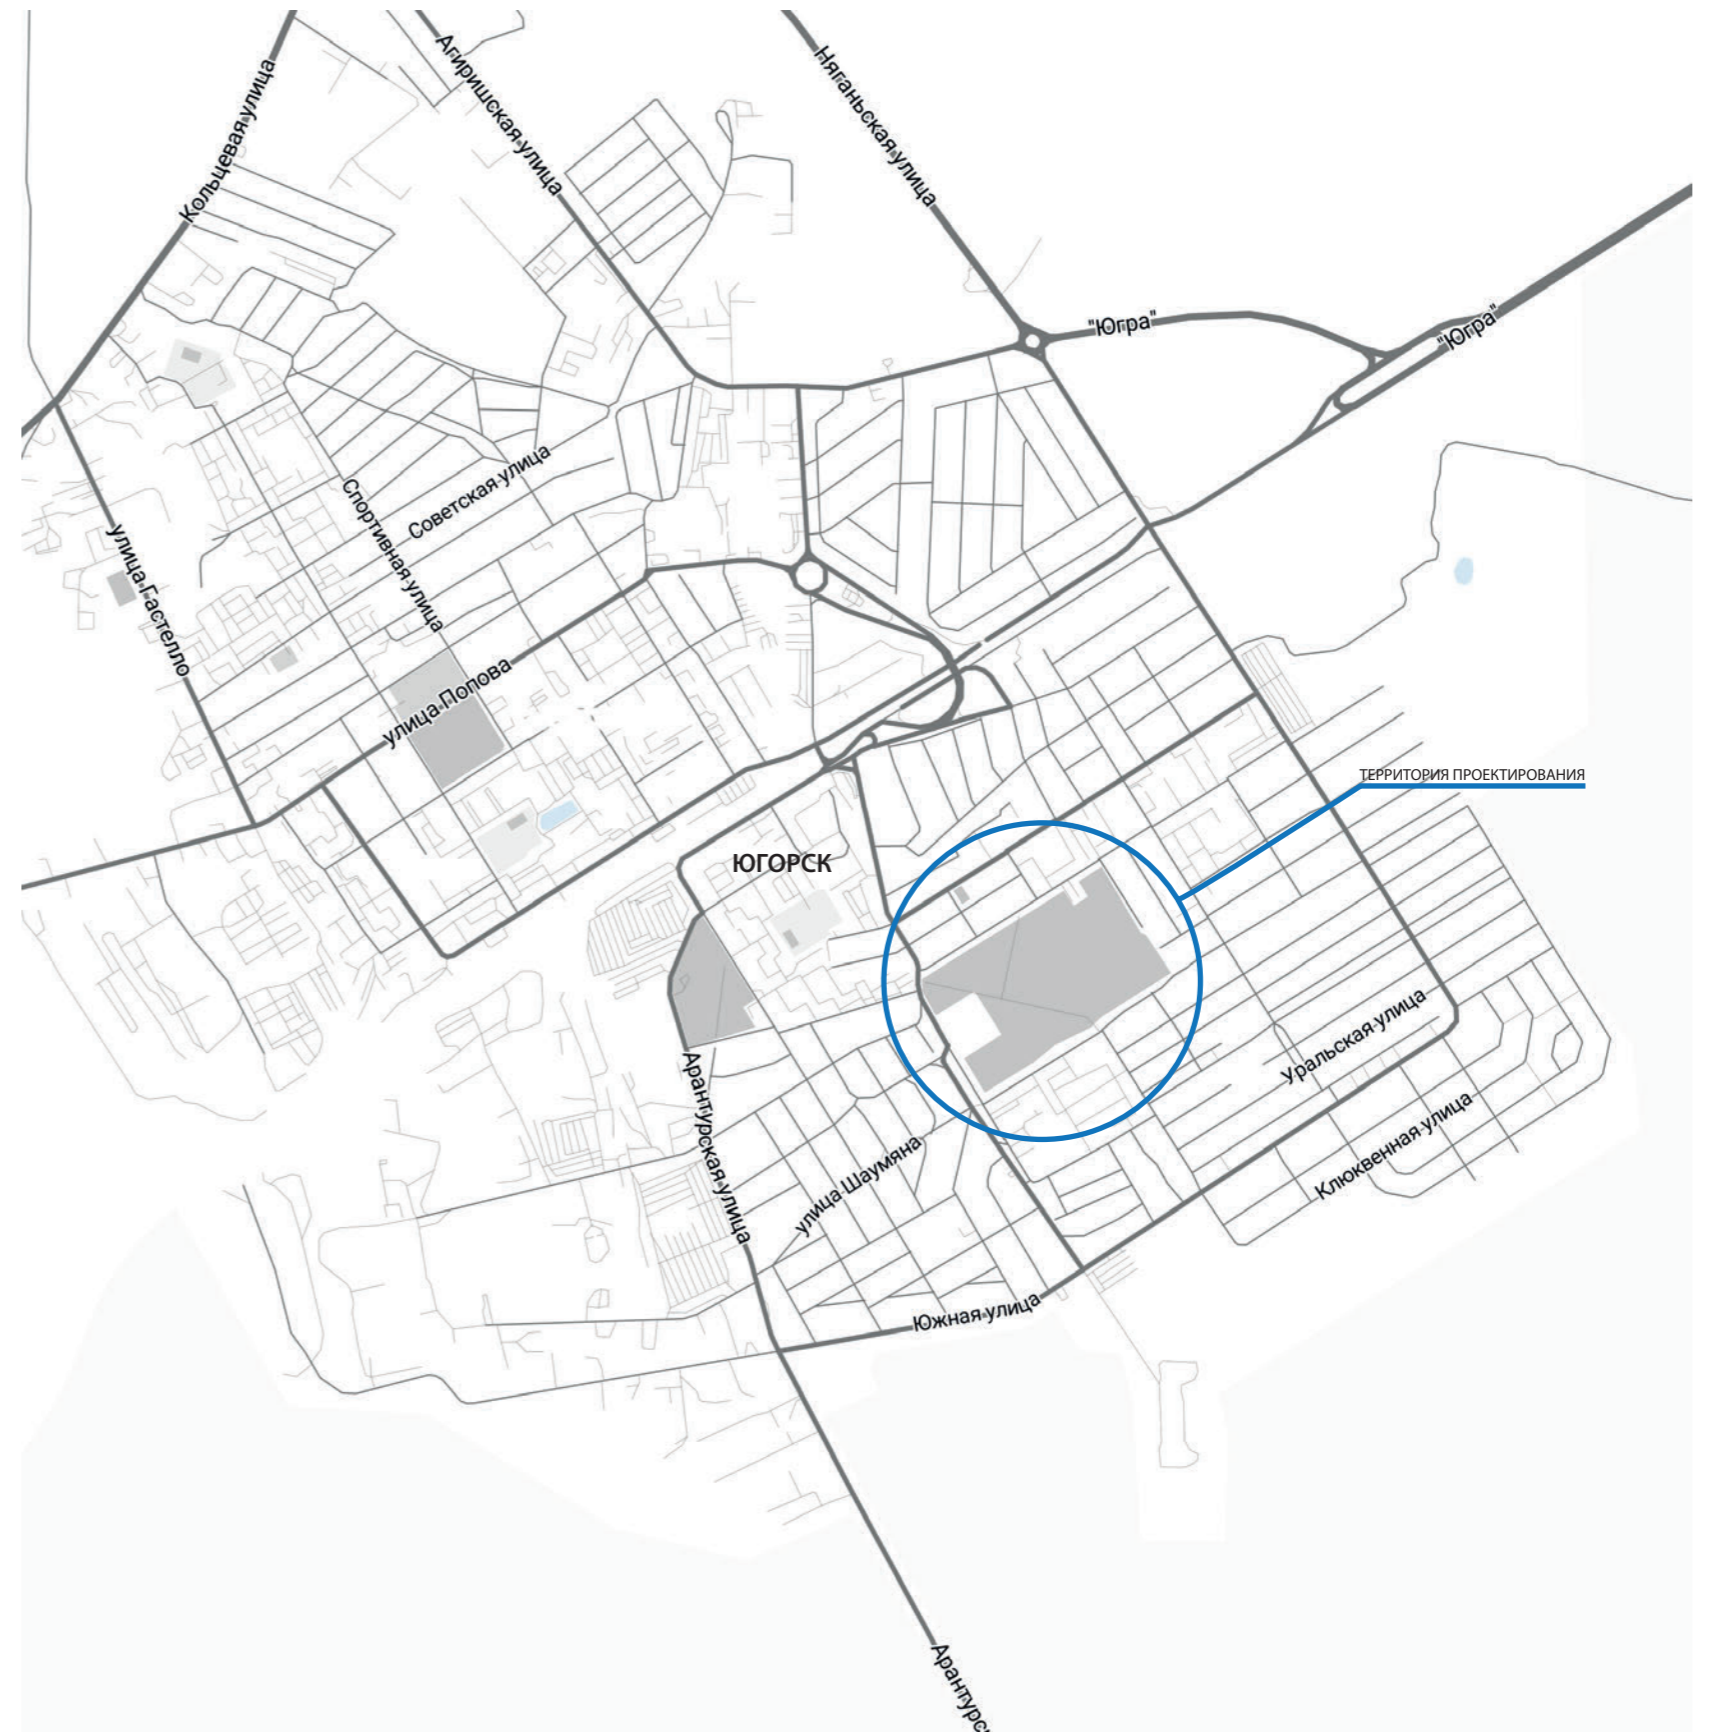 Кольцевая улица
Агиришская улица
Няганьская улица
"Югра"
"Югра"
Советская улица
Спортивная улица
улица Гастелло
улица Попова
ТЕРРИТОРИЯ ПРОЕКТИРОВАНИЯ
ЮГОРСК
Уральская улица
Арантурская улица
улица Шаумяна
Клюквенная улица
Южная улица
Арантурс